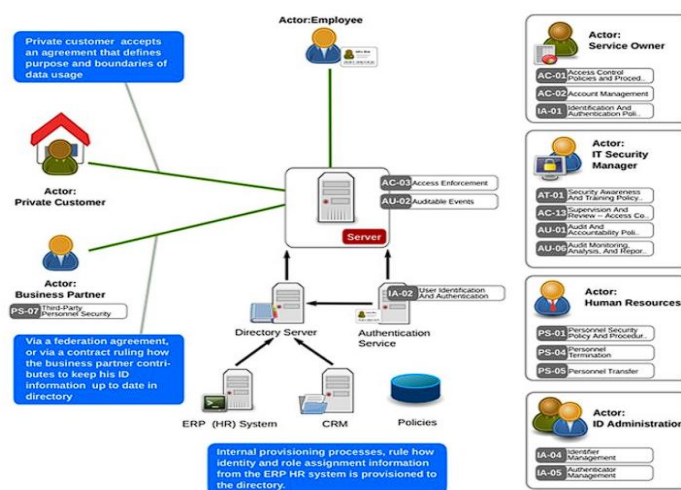 Actor:Employee
Private customer accepts
an agreement that defines
purpose and boundaries of
data usage
Actor:
Private Customer
Actor:
Business Partner
PS-07 Third-Party
Personnel Security
Via a federation agreement,
or via a contract ruling how
the business partner contri-
butes to keep his ID
information up to date in
directory
AC-03 Access Enforcement
AU-02 Auditable Events
Server
IA-02 User Identification
And Authentication
Directory Server
Authentication
Service
ERP (HR) System
CRM
Policies
Internal provisioning processes, rule how
identity and role assignment information
from the ERP HR system is provisioned to
the directory.
Actor:
Service Owner
AC-01 Access Control
Policies and Proced..
AC-02 Account Management
IA-01 Identification And
Authentication Poli..
Actor:
IT Security
Manager
AT-01 Security Awareness
And Training Policy..
AC-13 Supervision And
Review -- Access Co..
AU-01 Audit And
Accountability Poli..
AU-06 Audit Monitoring,
Analysis, And Repor..
Actor:
Human Resources
PS-01 Personnel Security
Policy And Procedur..
PS-04 Personnel
Termination
PS-05 Personnel Transfer
Actor:
ID Administration
IA-04 Identifier
Management
IA-05 Authenticator
Management